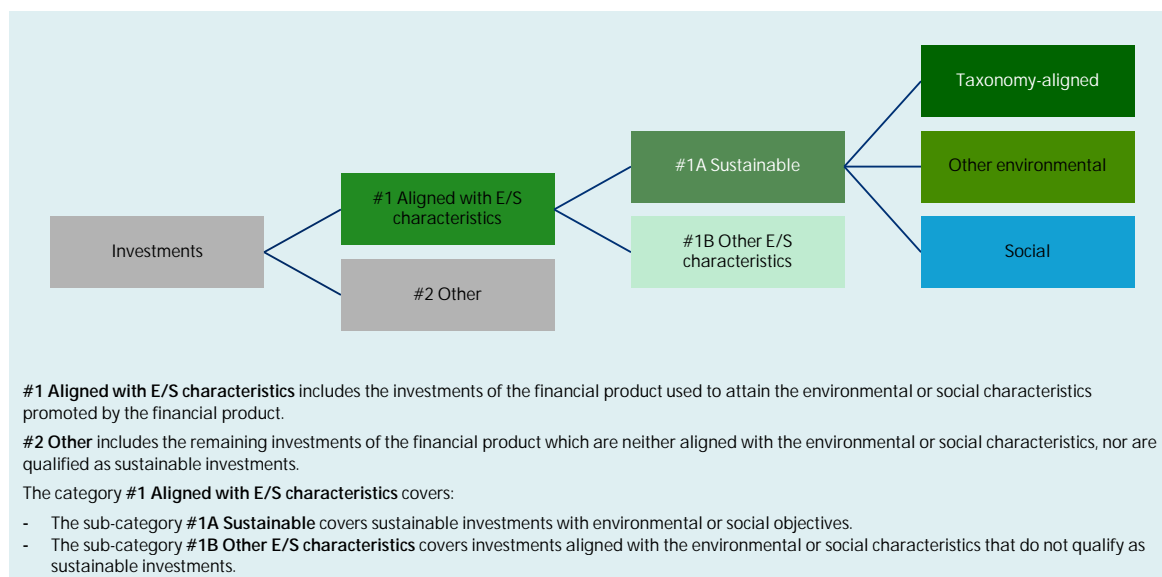 Taxonomy-aligned
#1A Sustainable
Other environmental
#1 Aligned with E/S
characteristics
#1B Other E/S
characteristics
Investments
Social
#2 Other
#1 Aligned with E/S characteristics includes the investments of the financial product used to attain the environmental or social characteristics
promoted by the financial product.
#2 Other includes the remaining investments of the financial product which are neither aligned with the environmental or social characteristics, nor are
qualified as sustainable investments.
The category #1 Aligned with E/S characteristics covers:
- The sub-category #1A Sustainable covers sustainable investments with environmental or social objectives.
- The sub-category #1B Other E/S characteristics covers investments aligned with the environmental or social characteristics that do not qualify as
sustainable investments.